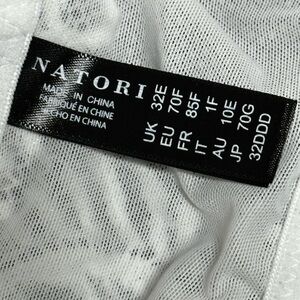 NATORI
MADE IN CHINA
FABRIQUÉ EN CHINE
EN CHINA
UK 32E
EU 70F
FR 85F
IT 1F
AU 10E
JP 70G
32DDD